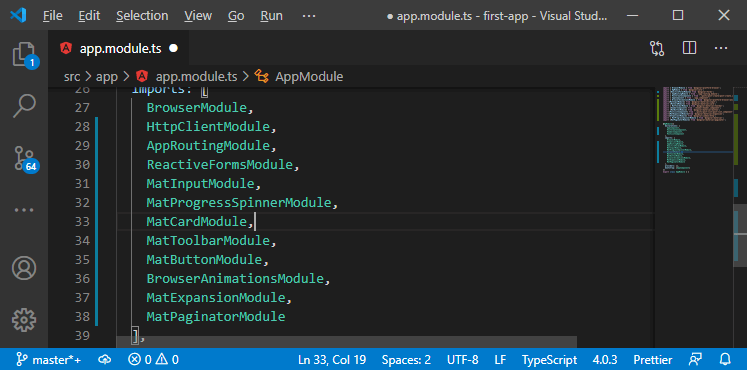 File Edit Selection View Go Run ··· ● app.module.ts - first-app - Visual Stud...
app.module.ts ●
src > app > app.module.ts > AppModule
26 imports: [
27 BrowserModule,
28 HttpClientModule,
29 AppRoutingModule,
30 ReactiveFormsModule,
31 MatInputModule,
32 MatProgressSpinnerModule,
33 MatCardModule,
34 MatToolbarModule,
35 MatButtonModule,
36 BrowserAnimationsModule,
37 MatExpansionModule,
38 MatPaginatorModule
39 ],
1
64
master*+ 0 0 Ln 33, Col 19 Spaces: 2 UTF-8 LF TypeScript 4.0.3 Prettier